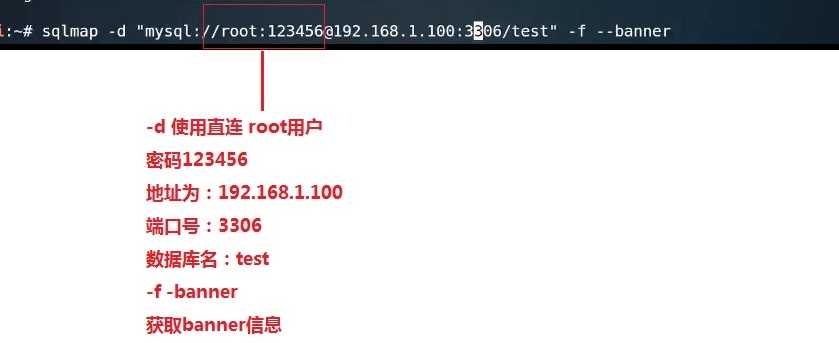 i:~# sqlmap -d "mysql://root:123456@192.168.1.100:3306/test" -f --banner
-d 使用直连 root用户
密码123456
地址为：192.168.1.100
端口号：3306
数据库名：test
-f -banner
获取banner信息